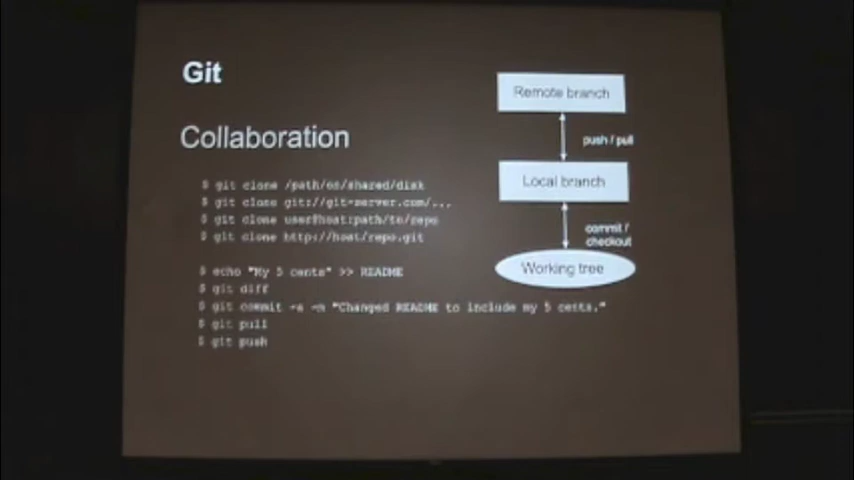 Git
Collaboration
$ git clone /path/on/shared/disk
$ git clone git://git-server.com/...
$ git clone user@host:path/to/repo
$ git clone http://host/repo.git
$ echo "My 5 cents" >> README
$ git diff
$ git commit -a -m "Changed README to include my 5 cents."
$ git pull
$ git push
Remote branch
push / pull
Local branch
commit /
checkout
Working tree